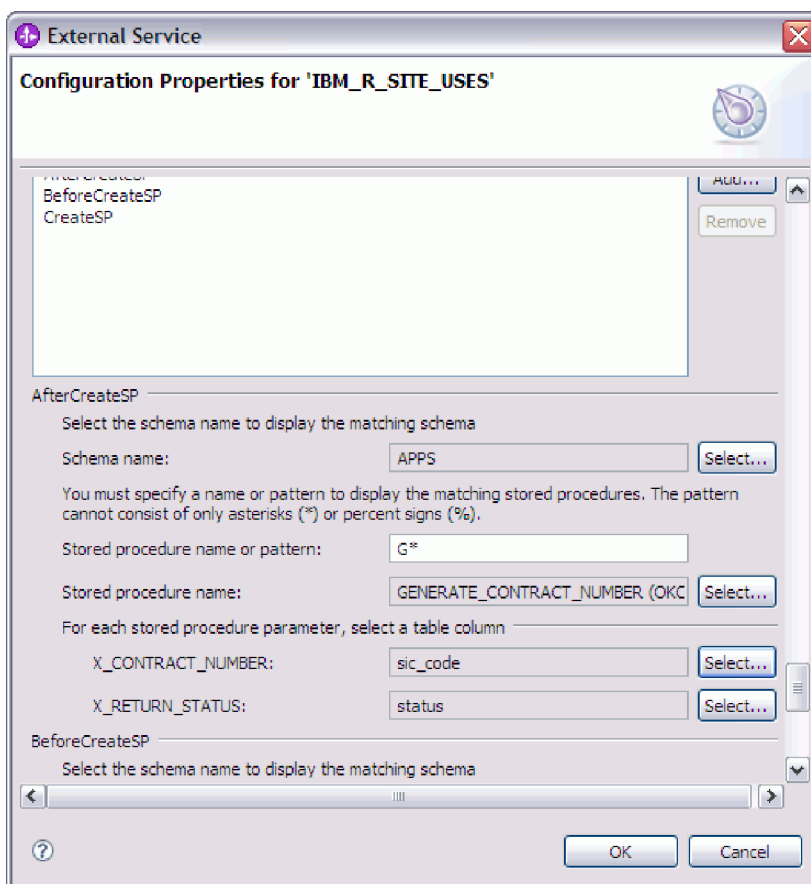 External Service
Configuration Properties for 'IBM_R_SITE_USES'
AfterCreateSP
Add...
BeforeCreateSP
CreateSP
Remove
AfterCreateSP
Select the schema name to display the matching schema
Schema name:
APPS
Select...
You must specify a name or pattern to display the matching stored procedures. The pattern
cannot consist of only asterisks (*) or percent signs (%).
Stored procedure name or pattern:
G*
Stored procedure name:
GENERATE_CONTRACT_NUMBER (OKC
Select...
For each stored procedure parameter, select a table column
X_CONTRACT_NUMBER:
sic_code
Select...
X_RETURN_STATUS:
status
Select...
BeforeCreateSP
Select the schema name to display the matching schema
?
OK
Cancel